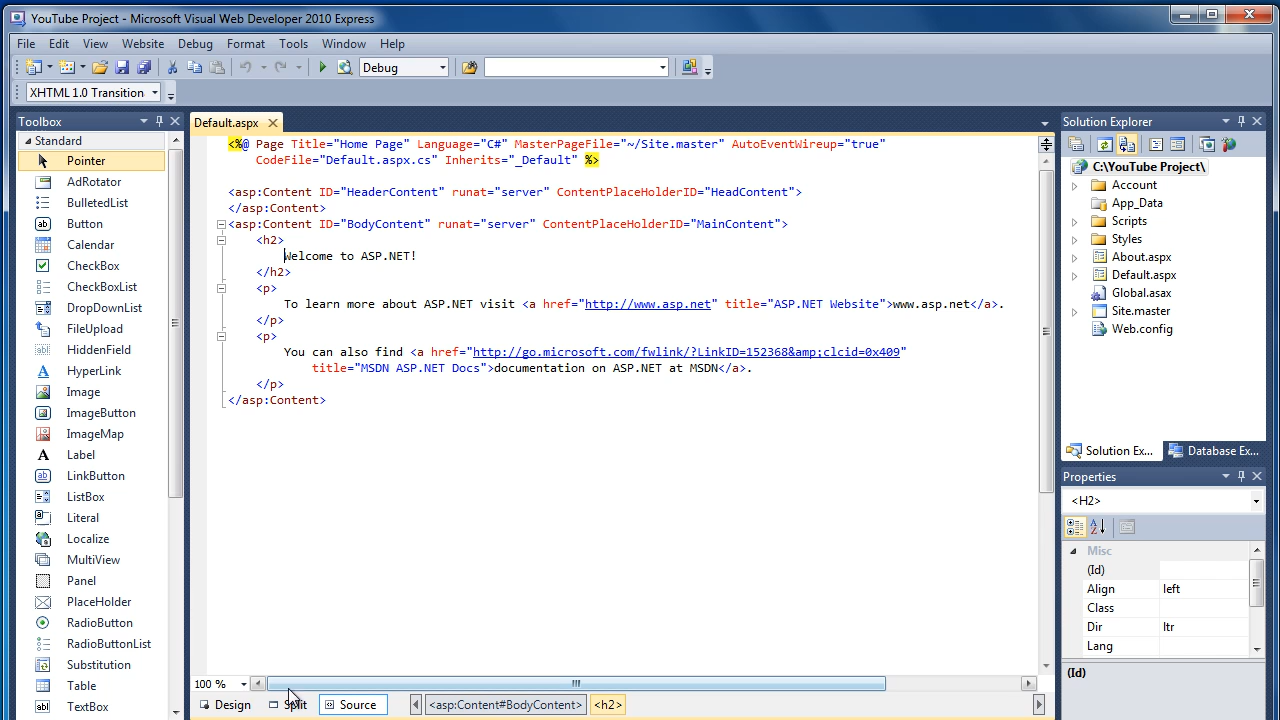 YouTube Project - Microsoft Visual Web Developer 2010 Express
File Edit View Website Debug Format Tools Window Help
Debug
XHTML 1.0 Transition
Toolbox
Standard
Pointer
AdRotator
BulletedList
Button
Calendar
CheckBox
CheckBoxList
DropDownList
FileUpload
HiddenField
HyperLink
Image
ImageButton
ImageMap
Label
LinkButton
ListBox
Literal
Localize
MultiView
Panel
PlaceHolder
RadioButton
RadioButtonList
Substitution
Table
TextBox
Default.aspx
<%@ Page Title="Home Page" Language="C#" MasterPageFile="~/Site.master" AutoEventWireup="true"
CodeFile="Default.aspx.cs" Inherits="_Default" %>
<asp:Content ID="HeaderContent" runat="server" ContentPlaceHolderID="HeadContent">
</asp:Content>
<asp:Content ID="BodyContent" runat="server" ContentPlaceHolderID="MainContent">
<h2>
Welcome to ASP.NET!
</h2>
<p>
To learn more about ASP.NET visit <a href="http://www.asp.net" title="ASP.NET Website">www.asp.net</a>.
</p>
<p>
You can also find <a href="http://go.microsoft.com/fwlink/?LinkID=152368&amp;clcid=0x409"
title="MSDN ASP.NET Docs">documentation on ASP.NET at MSDN</a>.
</p>
</asp:Content>
100 %
Design Split Source <asp:Content#BodyContent> <h2>
Solution Explorer
C:\YouTube Project\
Account
App_Data
Scripts
Styles
About.aspx
Default.aspx
Global.asax
Site.master
Web.config
Solution Ex... Database Ex...
Properties
<H2>
Misc
(Id)
Align left
Class
Dir ltr
Lang
(Id)